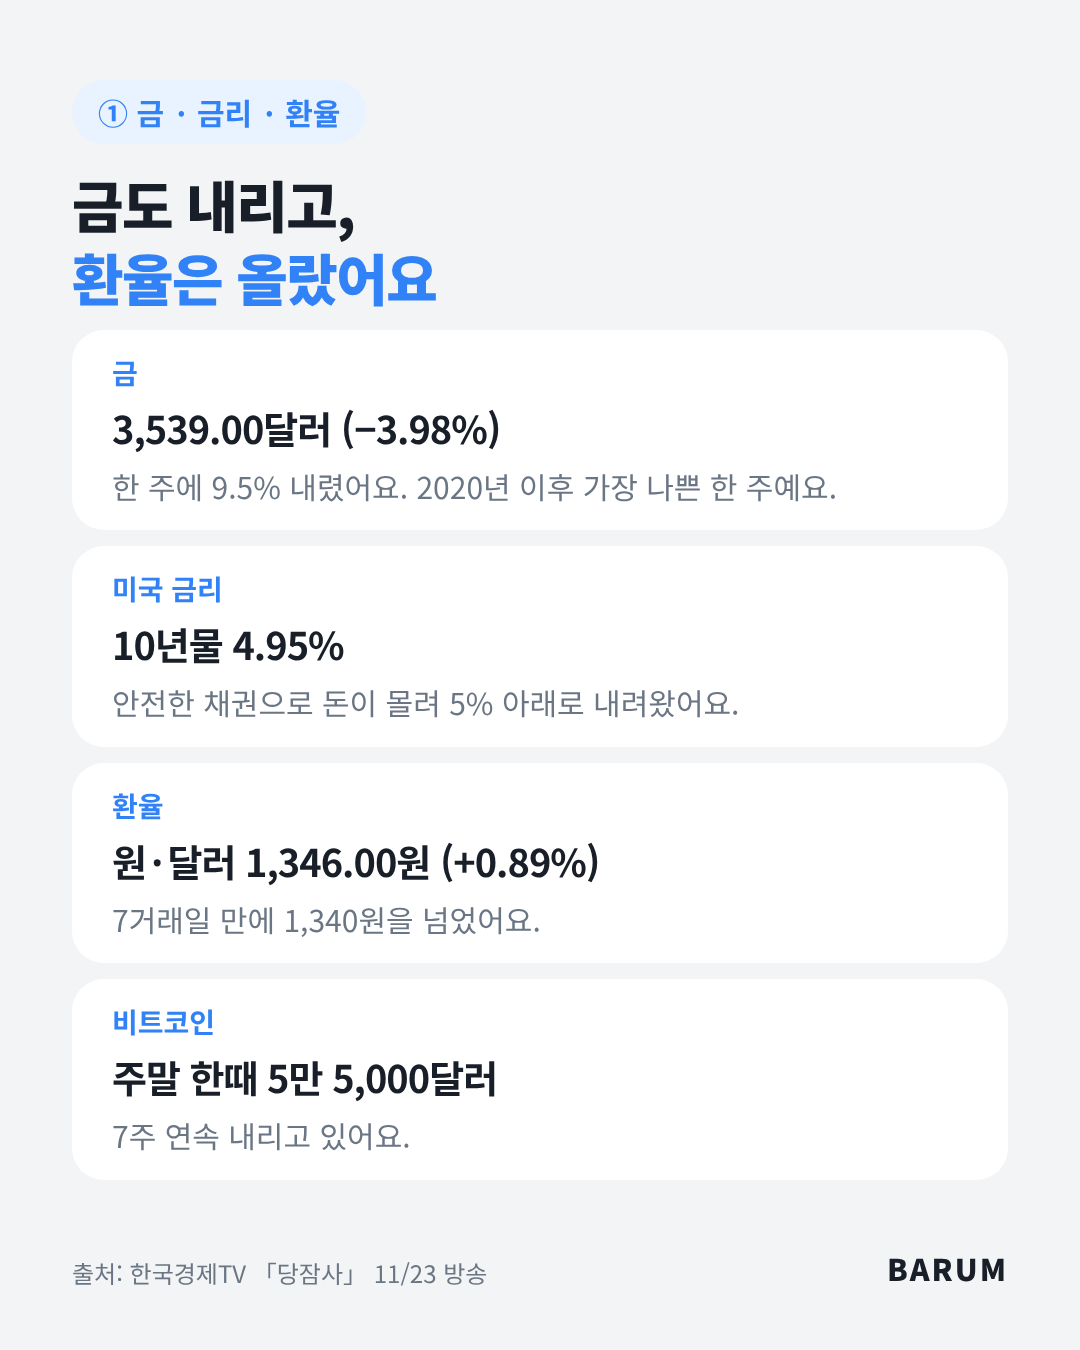 ① 금 · 금리 · 환율
금도 내리고,
환율은 올랐어요
금
3,539.00달러 (−3.98%)
한 주에 9.5% 내렸어요. 2020년 이후 가장 나쁜 한 주예요.
미국 금리
10년물 4.95%
안전한 채권으로 돈이 몰려 5% 아래로 내려왔어요.
환율
원·달러 1,346.00원 (+0.89%)
7거래일 만에 1,340원을 넘었어요.
비트코인
주말 한때 5만 5,000달러
7주 연속 내리고 있어요.
출처: 한국경제TV 「당잠사」 11/23 방송
BARUM